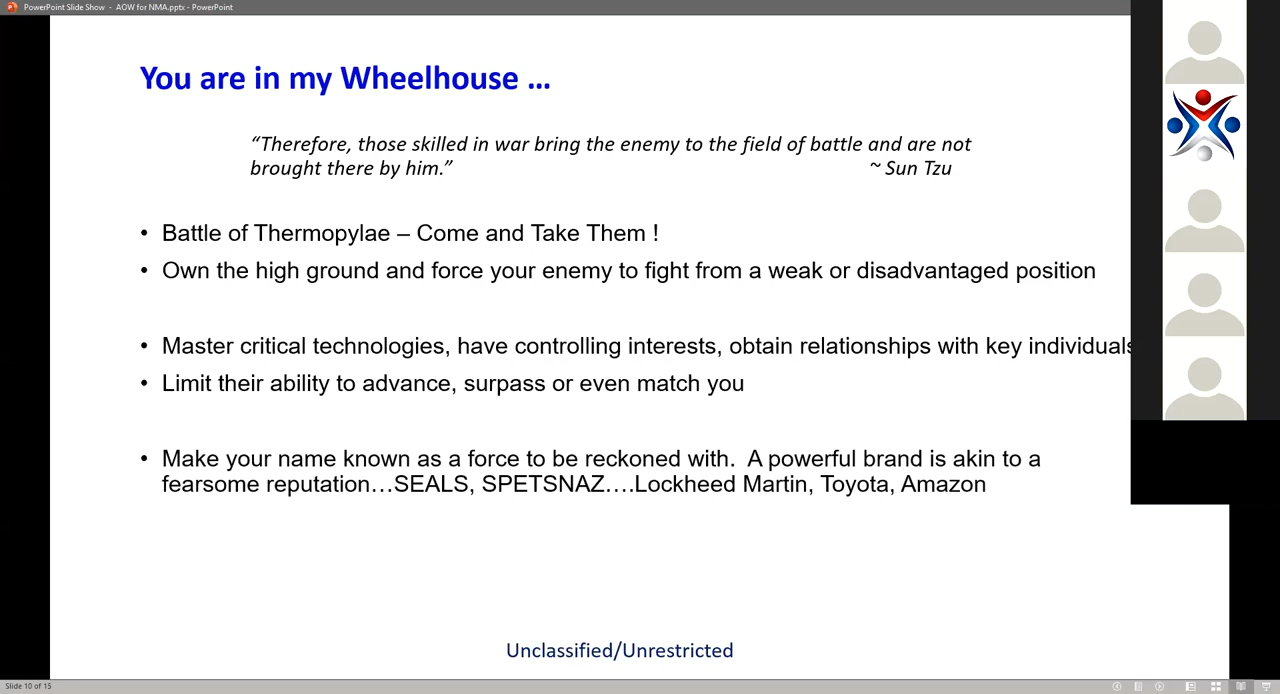 PowerPoint Slide Show - AOW for NMA.pptx - PowerPoint
You are in my Wheelhouse ...
“Therefore, those skilled in war bring the enemy to the field of battle and are not
brought there by him.” ~ Sun Tzu
• Battle of Thermopylae – Come and Take Them !
• Own the high ground and force your enemy to fight from a weak or disadvantaged position
• Master critical technologies, have controlling interests, obtain relationships with key individuals
• Limit their ability to advance, surpass or even match you
• Make your name known as a force to be reckoned with. A powerful brand is akin to a
fearsome reputation…SEALS, SPETSNAZ….Lockheed Martin, Toyota, Amazon
Unclassified/Unrestricted
Slide 10 of 15